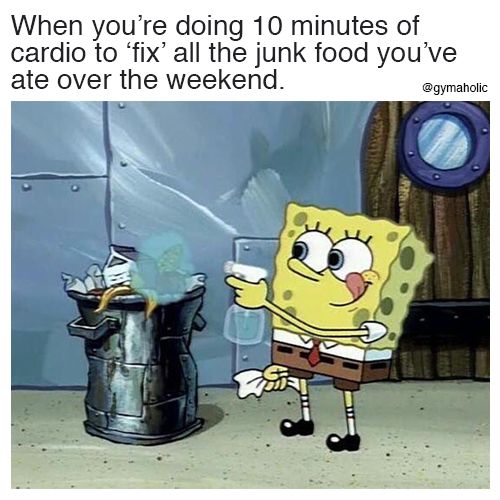 When you’re doing 10 minutes of
cardio to ‘fix’ all the junk food you’ve
ate over the weekend.
@gymaholic